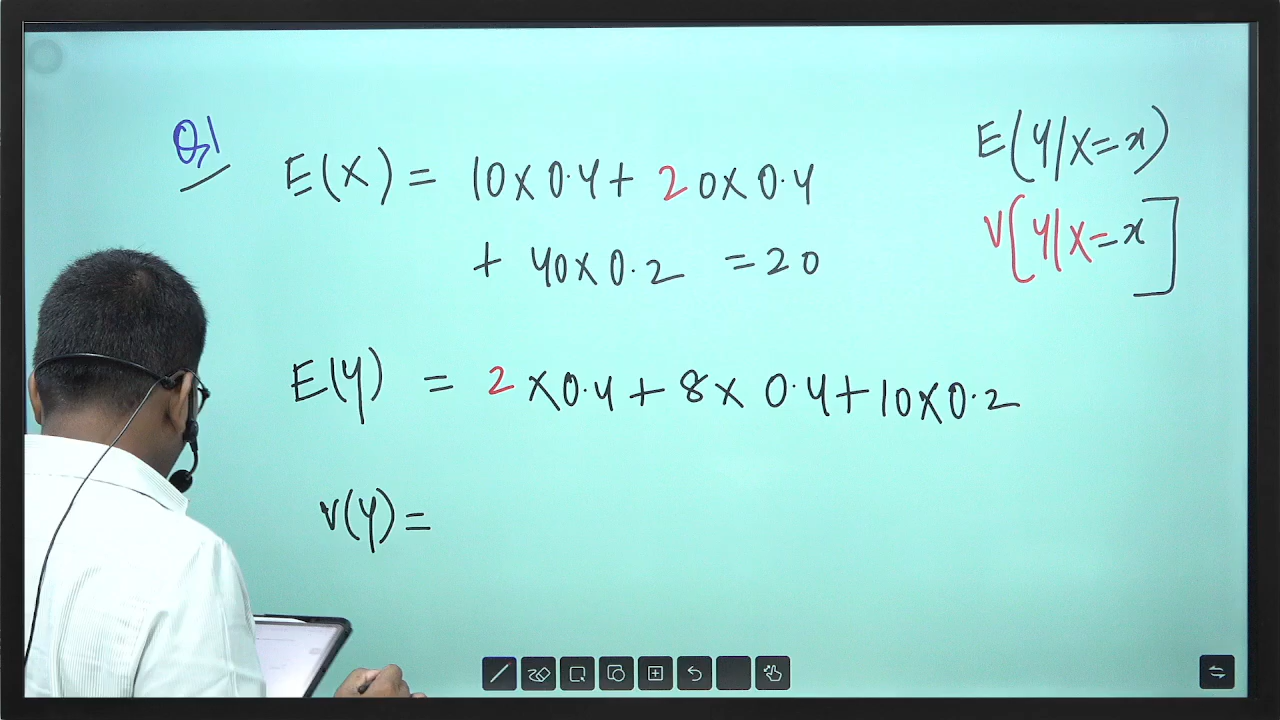 Q1
E(X) = 10 X 0.4 + 20 X 0.4
+ 40 X 0.2 = 20
E(Y) = 2 X 0.4 + 8 X 0.4 + 10 X 0.2
V(Y) =
E(Y|X=x)
V[Y|X=x]